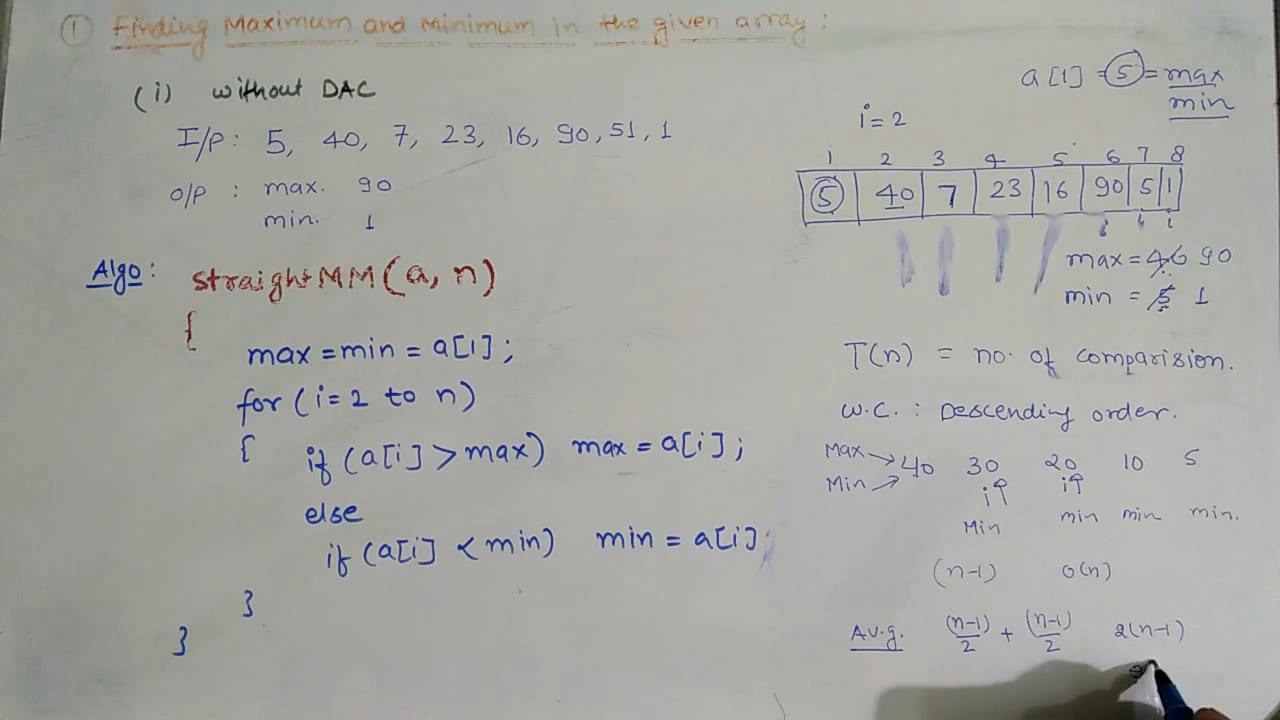 ① Finding Maximum and minimum in the given array:
(i) without DAC
I/P: 5, 40, 7, 23, 16, 90, 51, 1
O/P : max. 90
min. 1
Algo: straightMM(a, n)
{
max = min = a[1];
for (i=2 to n)
{ if (a[i] > max) max = a[i];
else
if (a[i] < min) min = a[i];
}
}
a[1] = 5 = max
min
i = 2
1 2 3 4 5 6 7 8
5 40 7 23 16 90 5 1
i i i
max = 40 90
min = 5 1
T(n) = no. of comparision.
W.C. : Descending order.
Max → 40 30 20 10 5
Min →
i↑ i↑
Min min min min.
(n-1) O(n)
Avg. (n-1)/2 + (n-1)/2 2(n-1)